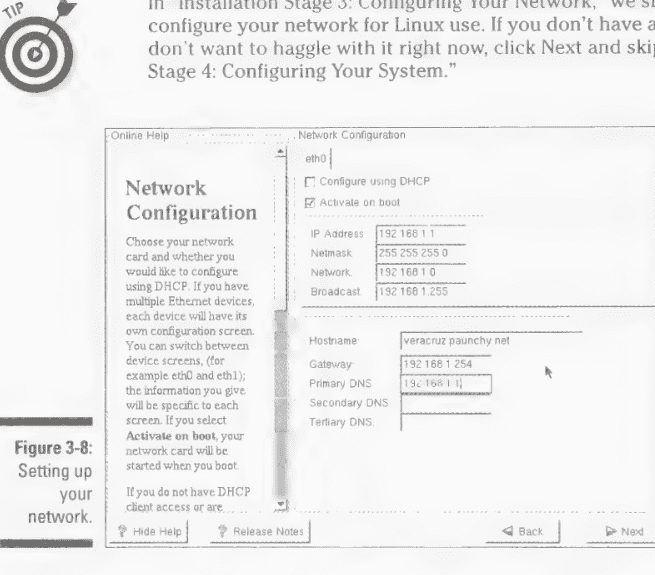 TIP
In "Installation Stage 3: Configuring Your Network," we
configure your network for Linux use. If you don't have
don't want to haggle with it right now, click Next and
Stage 4: Configuring Your System."
Online Help
Network
Configuration
Choose your network
card and whether you
would like to configure
using DHCP. If you have
multiple Ethernet devices,
each device will have its
own configuration screen.
You can switch between
device screens, (for
example eth0 and eth1);
the information you give
will be specific to each
screen. If you select
Activate on boot, your
network card will be
started when you boot.
If you do not have DHCP
client access or are
Network Configuration
eth0
Configure using DHCP
Activate on boot
IP Address 192 168 1 1
Netmask 255 255 255 0
Network. 192 168 1 0
Broadcast. 192 168 1.255
Hostname: veracruz paunchy net
Gateway: 192 168 1 254
Primary DNS 192 168 1 1
Secondary DNS
Tertiary DNS.
Hide Help
Release Notes
Back
Next
Figure 3-8:
Setting up
your
network.